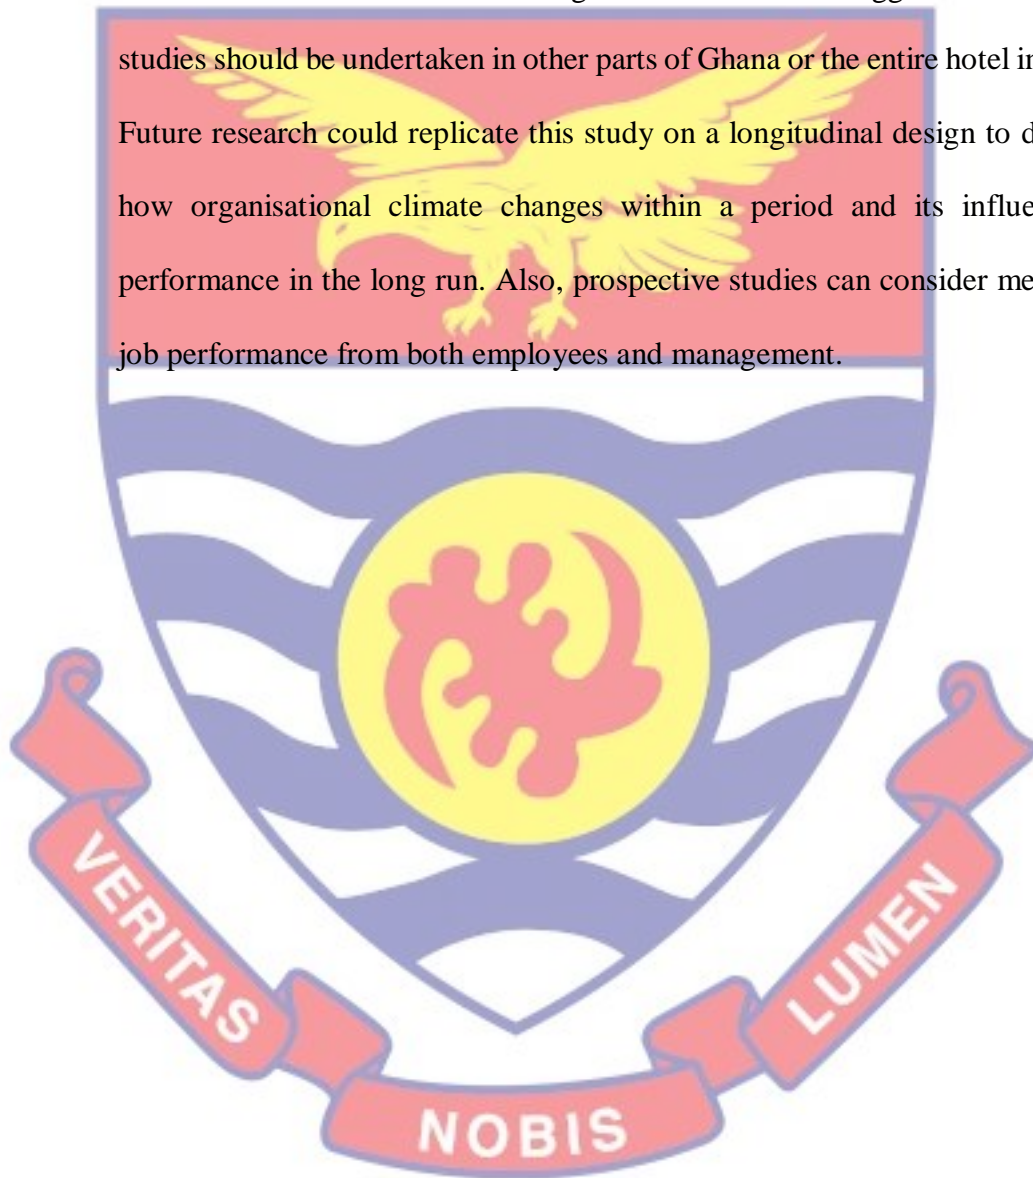 studies should be undertaken in other parts of Ghana or the entire hotel in
Future research could replicate this study on a longitudinal design to d
how organisational climate changes within a period and its influe
performance in the long run. Also, prospective studies can consider me
job performance from both employees and management.
VERITAS
NOBIS
LUMEN